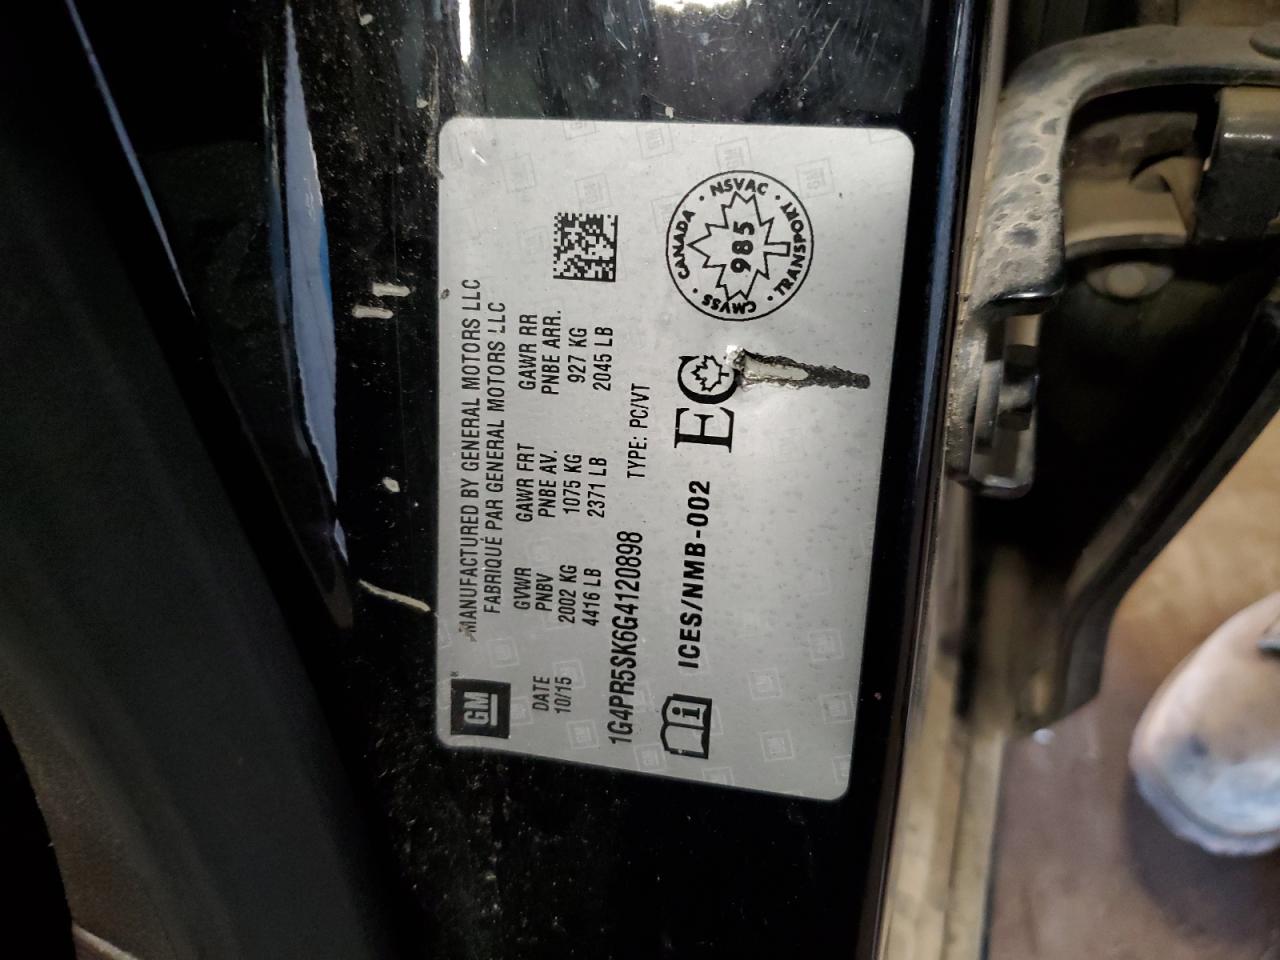 GM
MANUFACTURED BY GENERAL MOTORS LLC
FABRIQUÉ PAR GENERAL MOTORS LLC
DATE GVWR GAWR FRT GAWR RR
10/15 PNBV PNBE AV. PNBE ARR.
2002 KG 1075 KG 927 KG
4416 LB 2371 LB 2045 LB
1G4PR5SK6G4120898 TYPE: PC/VT
i ICES/NMB-002 EC
CANADA · NSVAC · TRANSPORT · CMVSS ·
985